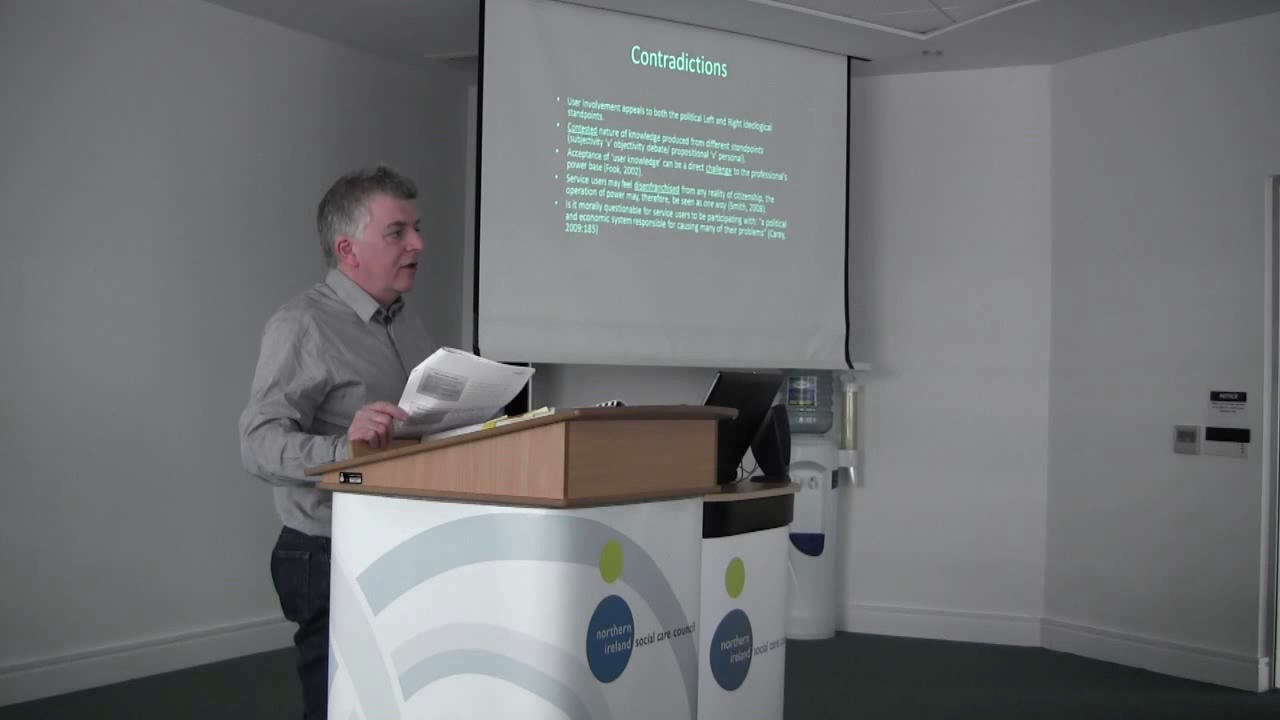 Contradictions
• User involvement appeals to both the political Left and Right ideological
standpoints.
• Contested nature of knowledge produced from different standpoints
(subjectivity 'v' objectivity debate/ propositional 'v' personal).
• Acceptance of 'user knowledge' can be a direct challenge to the professional's
power base (Fook, 2002).
• Service users may feel disenfranchised from any reality of citizenship, the
operation of power may, therefore, be seen as one way (Smith, 2008).
• Is it morally questionable for service users to be participating with: "a political
and economic system responsible for causing many of their problems" (Carey,
2009:185)
NOTICE
northern
ireland social care council
northern
ireland social care